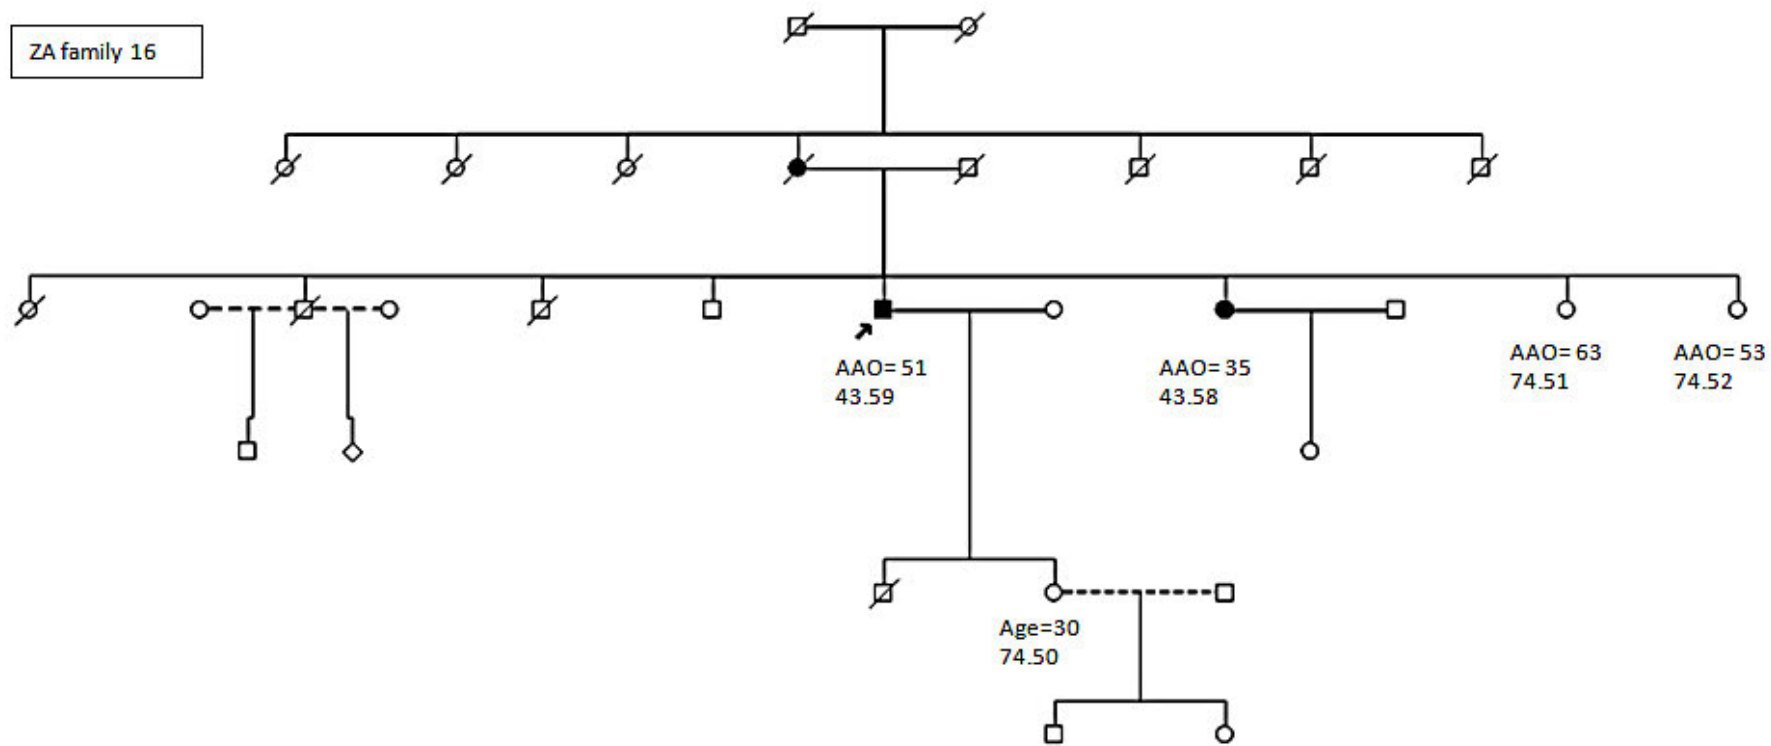 ZA family 16
AAO= 51
43.59
AAO= 35
43.58
AAO= 63
74.51
AAO= 53
74.52
Age=30
74.50